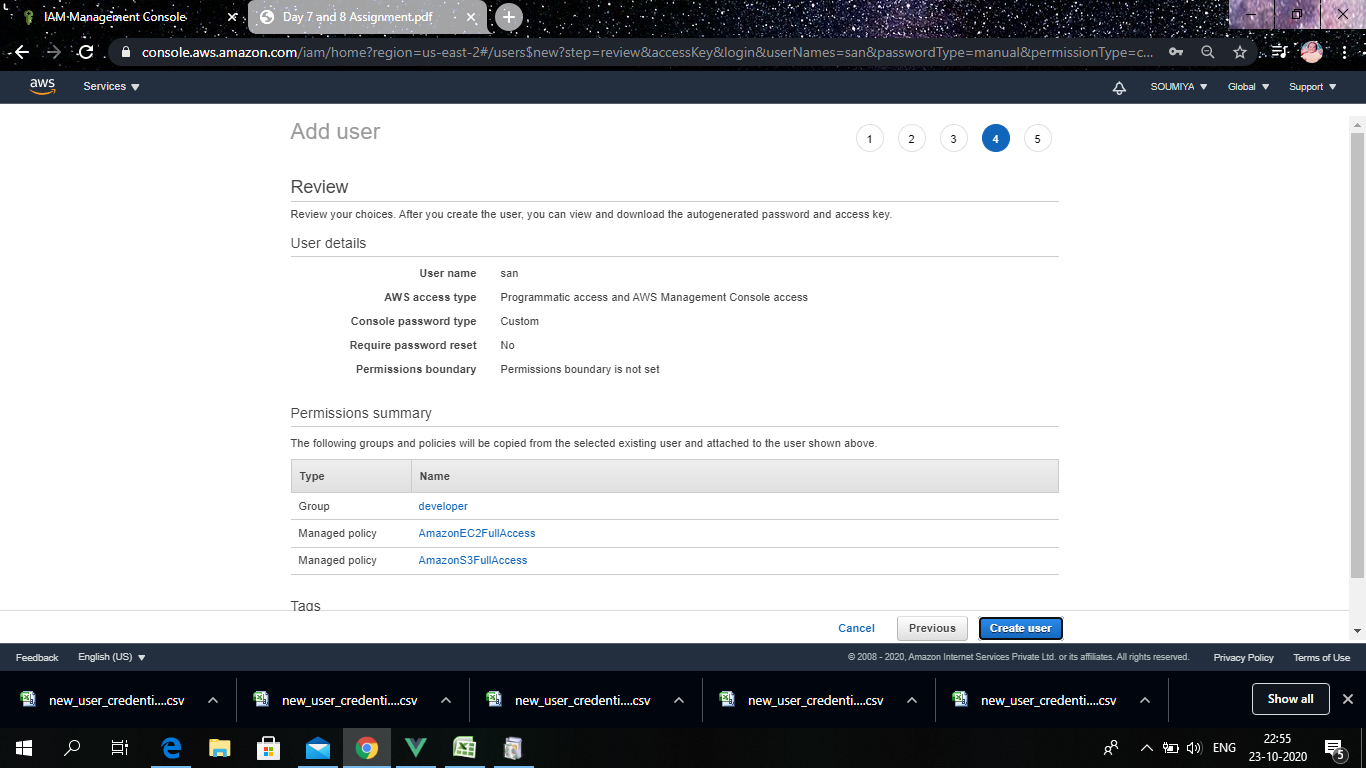 IAM-Management Console
Day 7 and 8 Assignment.pdf
console.aws.amazon.com/iam/home?region=us-east-2#/users$new?step=review&accessKey&login&userNames=san&passwordType=manual&permissionType=c...
aws
Services
SOUMIYA
Global
Support
Add user
1
2
3
4
5
Review
Review your choices. After you create the user, you can view and download the autogenerated password and access key.
User details
User name san
AWS access type Programmatic access and AWS Management Console access
Console password type Custom
Require password reset No
Permissions boundary Permissions boundary is not set
Permissions summary
The following groups and policies will be copied from the selected existing user and attached to the user shown above.
Type Name
Group developer
Managed policy AmazonEC2FullAccess
Managed policy AmazonS3FullAccess
Tags
Cancel
Previous
Create user
Feedback
English (US)
© 2008 - 2020, Amazon Internet Services Private Ltd. or its affiliates. All rights reserved.
Privacy Policy
Terms of Use
new_user_credenti....csv
new_user_credenti....csv
new_user_credenti....csv
new_user_credenti....csv
new_user_credenti....csv
Show all
ENG
22:55
23-10-2020
5